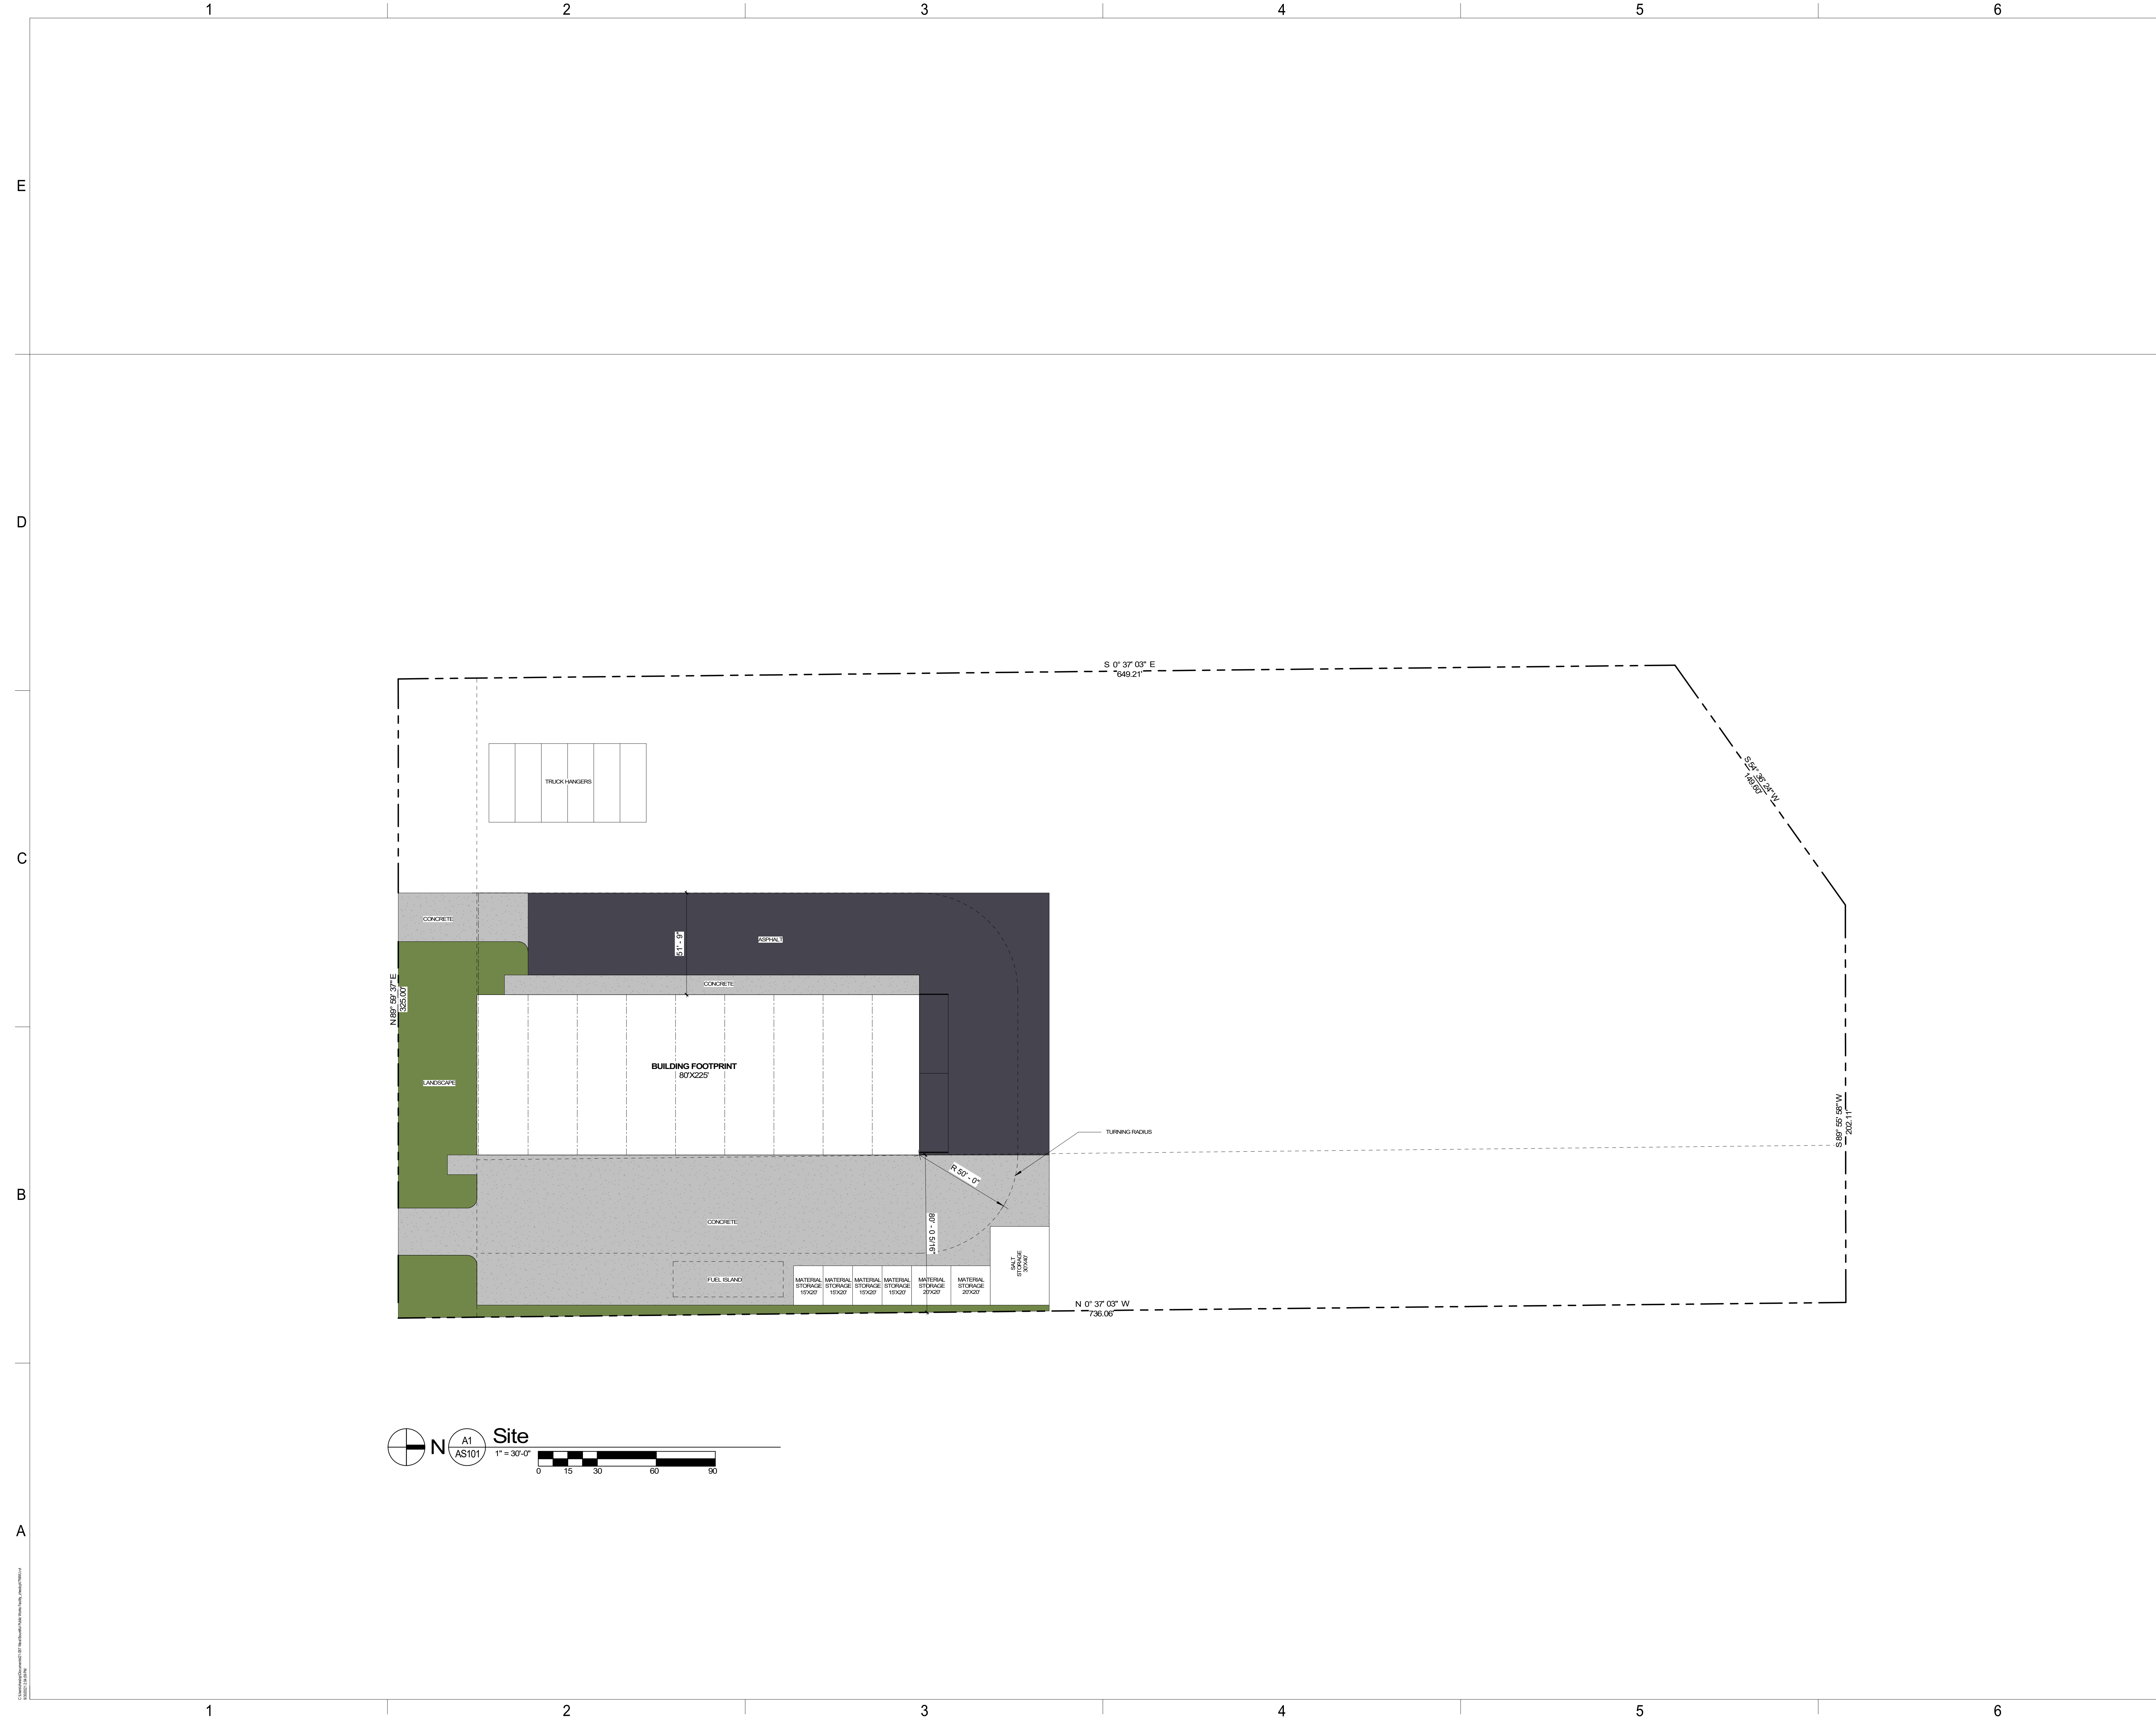 1 2 3 4 5 6
E
D
S 0° 37' 03" E
649.21'
S 54° 36' 24" W
149.60'
TRUCK HANGERS
C
CONCRETE
51' - 9"
ASPHALT
N 89° 59' 37" E
325.00'
CONCRETE
BUILDING FOOTPRINT
80'X225'
LANDSCAPE
S 89° 55' 58" W
202.11'
TURNING RADIUS
R 50' - 0"
B
CONCRETE
80' - 0 5/16"
FUEL ISLAND
MATERIAL
STORAGE
15'X20'
MATERIAL
STORAGE
15'X20'
MATERIAL
STORAGE
15'X20'
MATERIAL
STORAGE
15'X20'
MATERIAL
STORAGE
20'X20'
MATERIAL
STORAGE
20'X20'
SALT
STORAGE
30'X40'
N 0° 37' 03" W
736.06'
N
A1
AS101
Site
1" = 30'-0"
0 15 30 60 90
A
1 2 3 4 5 6